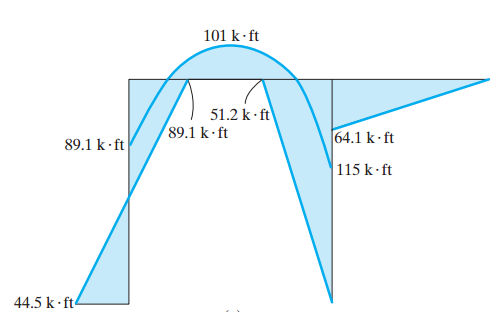 101 k·ft
51.2 k·ft
89.1 k·ft
89.1 k·ft
64.1 k·ft
115 k·ft
44.5 k·ft